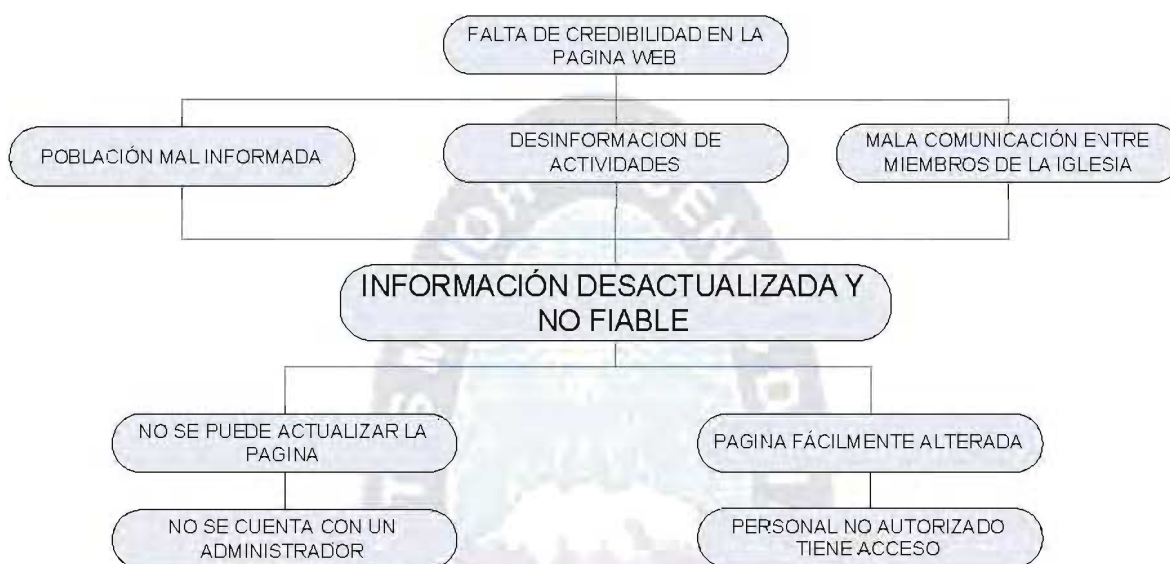 FALTA DE CREDIBILIDAD EN LA
PAGINA WEB
POBLACIÓN MAL INFORMADA
DESINFORMACION DE
ACTIVIDADES
MALA COMUNICACIÓN ENTRE
MIEMBROS DE LA IGLESIA
INFORMACIÓN DESACTUALIZADA Y
NO FIABLE
NO SE PUEDE ACTUALIZAR LA
PAGINA
PAGINA FÁCILMENTE ALTERADA
NO SE CUENTA CON UN
ADMINISTRADOR
PERSONAL NO AUTORIZADO
TIENE ACCESO